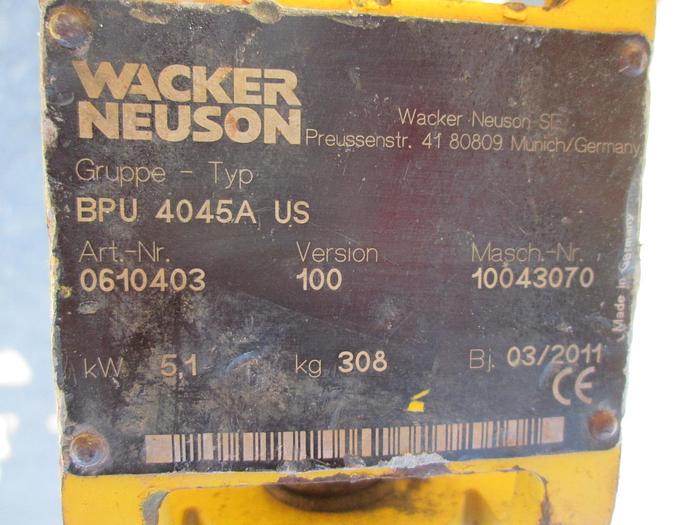 WACKER
NEUSON
Wacker Neuson SE
Preussenstr. 41 80809 Munich/Germany
Gruppe - Typ
BPU 4045A US
Art.-Nr. Version Masch.-Nr.
0610403 100 10043070
kW 5,1 kg 308 Bj. 03/2011
CE
Made in Germany